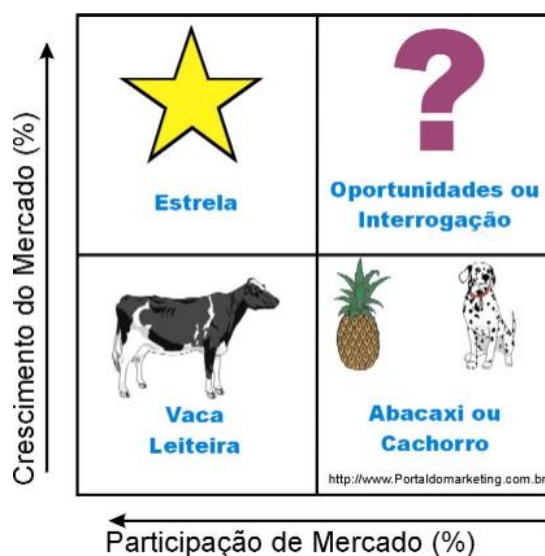 Crescimento do Mercado (%)
Estrela
Oportunidades ou
Interrogação
?
Vaca
Leiteira
Abacaxi ou
Cachorro
http://www.Portaldomarketing.com.br
Participação de Mercado (%)